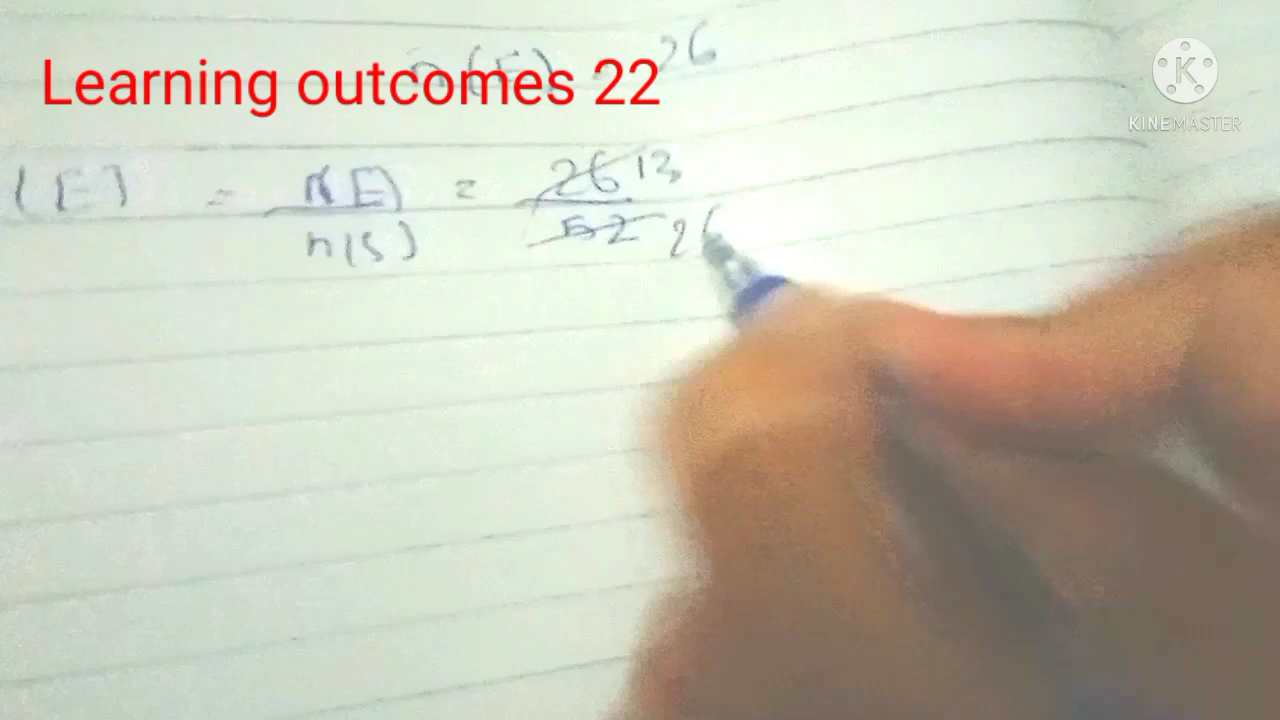 n(E) 26
Learning outcomes 22
KINEMASTER
(E) = n(E) = 26 13
n(s) 52 26